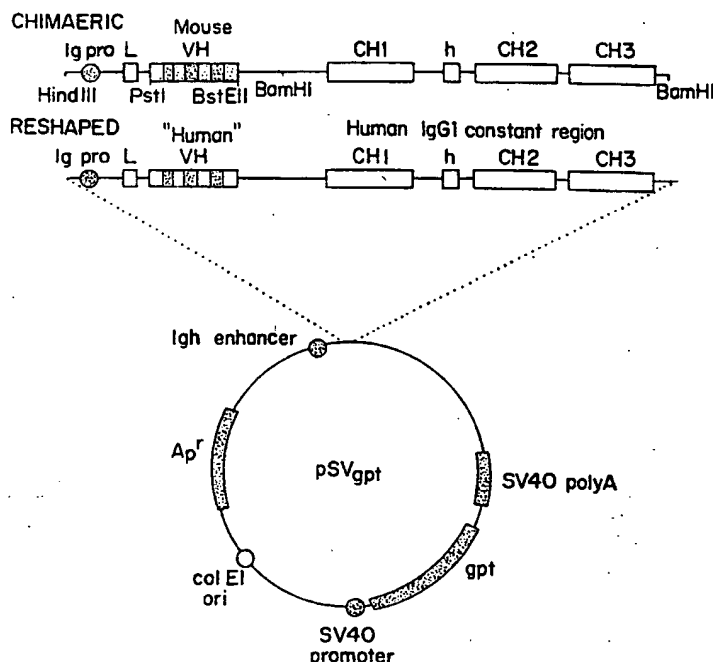 CHIMAERIC
Ig pro L Mouse VH CH1 h CH2 CH3
HindIII PstI BstEII BamHI BamHI
RESHAPED
Ig pro L "Human" VH Human IgG1 constant region
CH1 h CH2 CH3
Igh enhancer
Apr
pSVgpt
SV40 polyA
gpt
col EI
ori
SV40
promoter